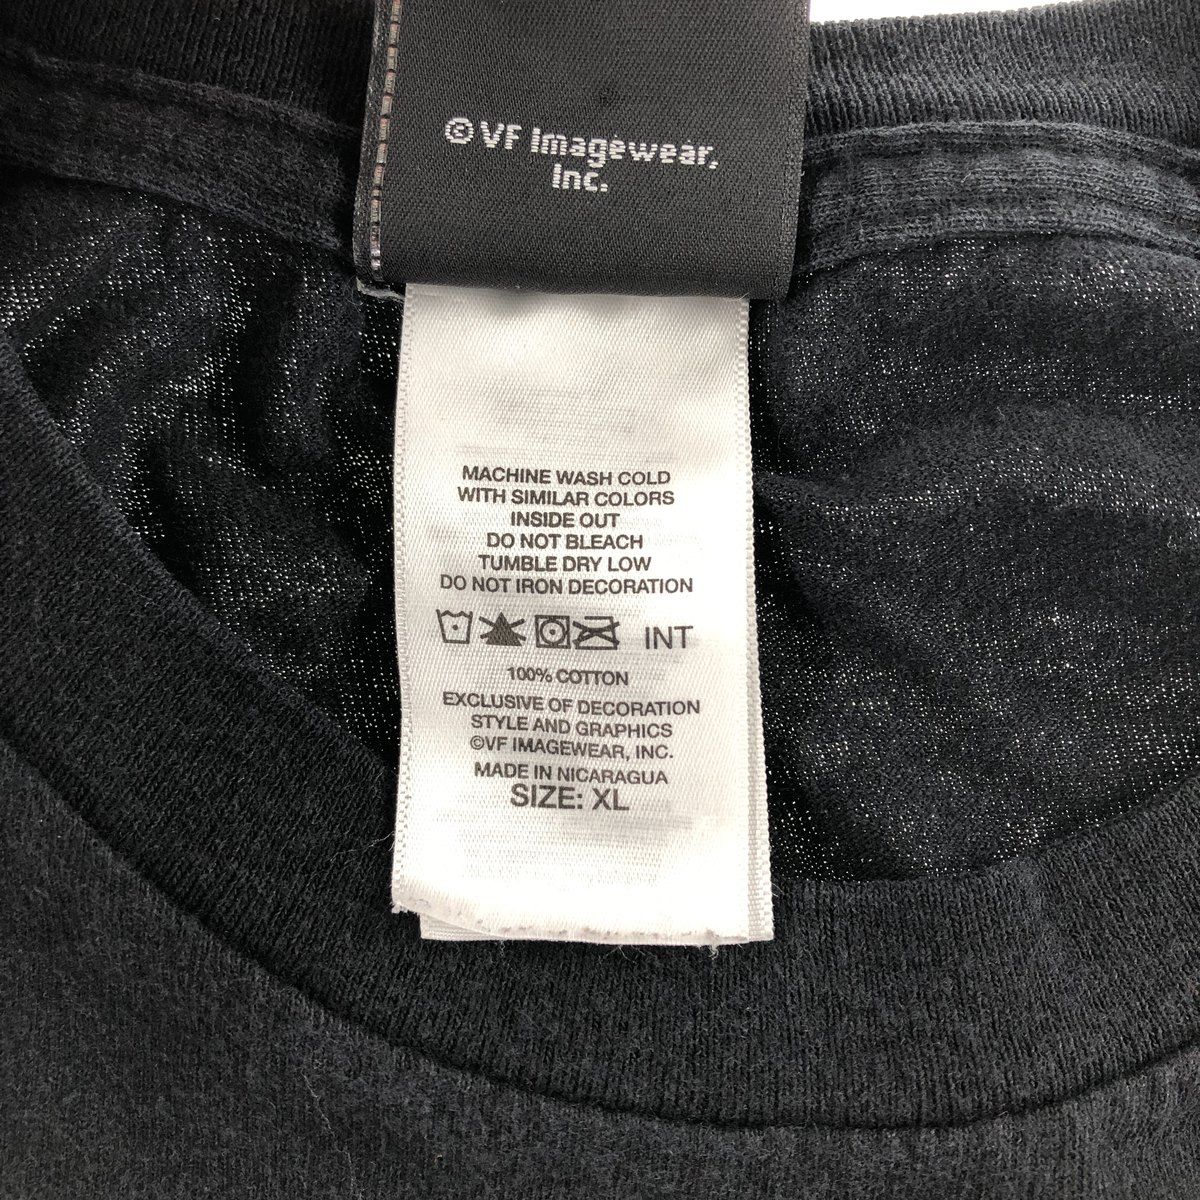 © VF Imagewear,
Inc.
MACHINE WASH COLD
WITH SIMILAR COLORS
INSIDE OUT
DO NOT BLEACH
TUMBLE DRY LOW
DO NOT IRON DECORATION
INT
100% COTTON
EXCLUSIVE OF DECORATION
STYLE AND GRAPHICS
©VF IMAGEWEAR, INC.
MADE IN NICARAGUA
SIZE: XL